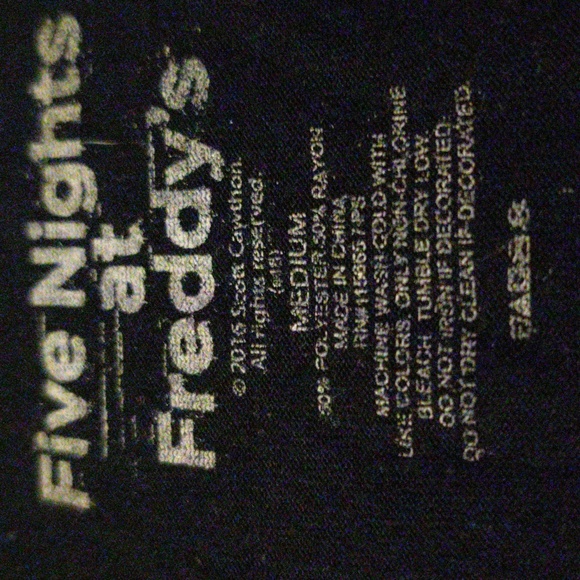 Five Nights
at
Freddy's
© 2016 Scott Cawthon.
All rights reserved.
MEDIUM
50% POLYESTER 50% RAYON
MADE IN CHINA
MACHINE WASH COLD WITH
LIKE COLORS, ONLY NON-CHLORINE
BLEACH. TUMBLE DRY LOW.
DO NOT IRON IF DECORATED.
DO NOT DRY CLEAN IF DECORATED.